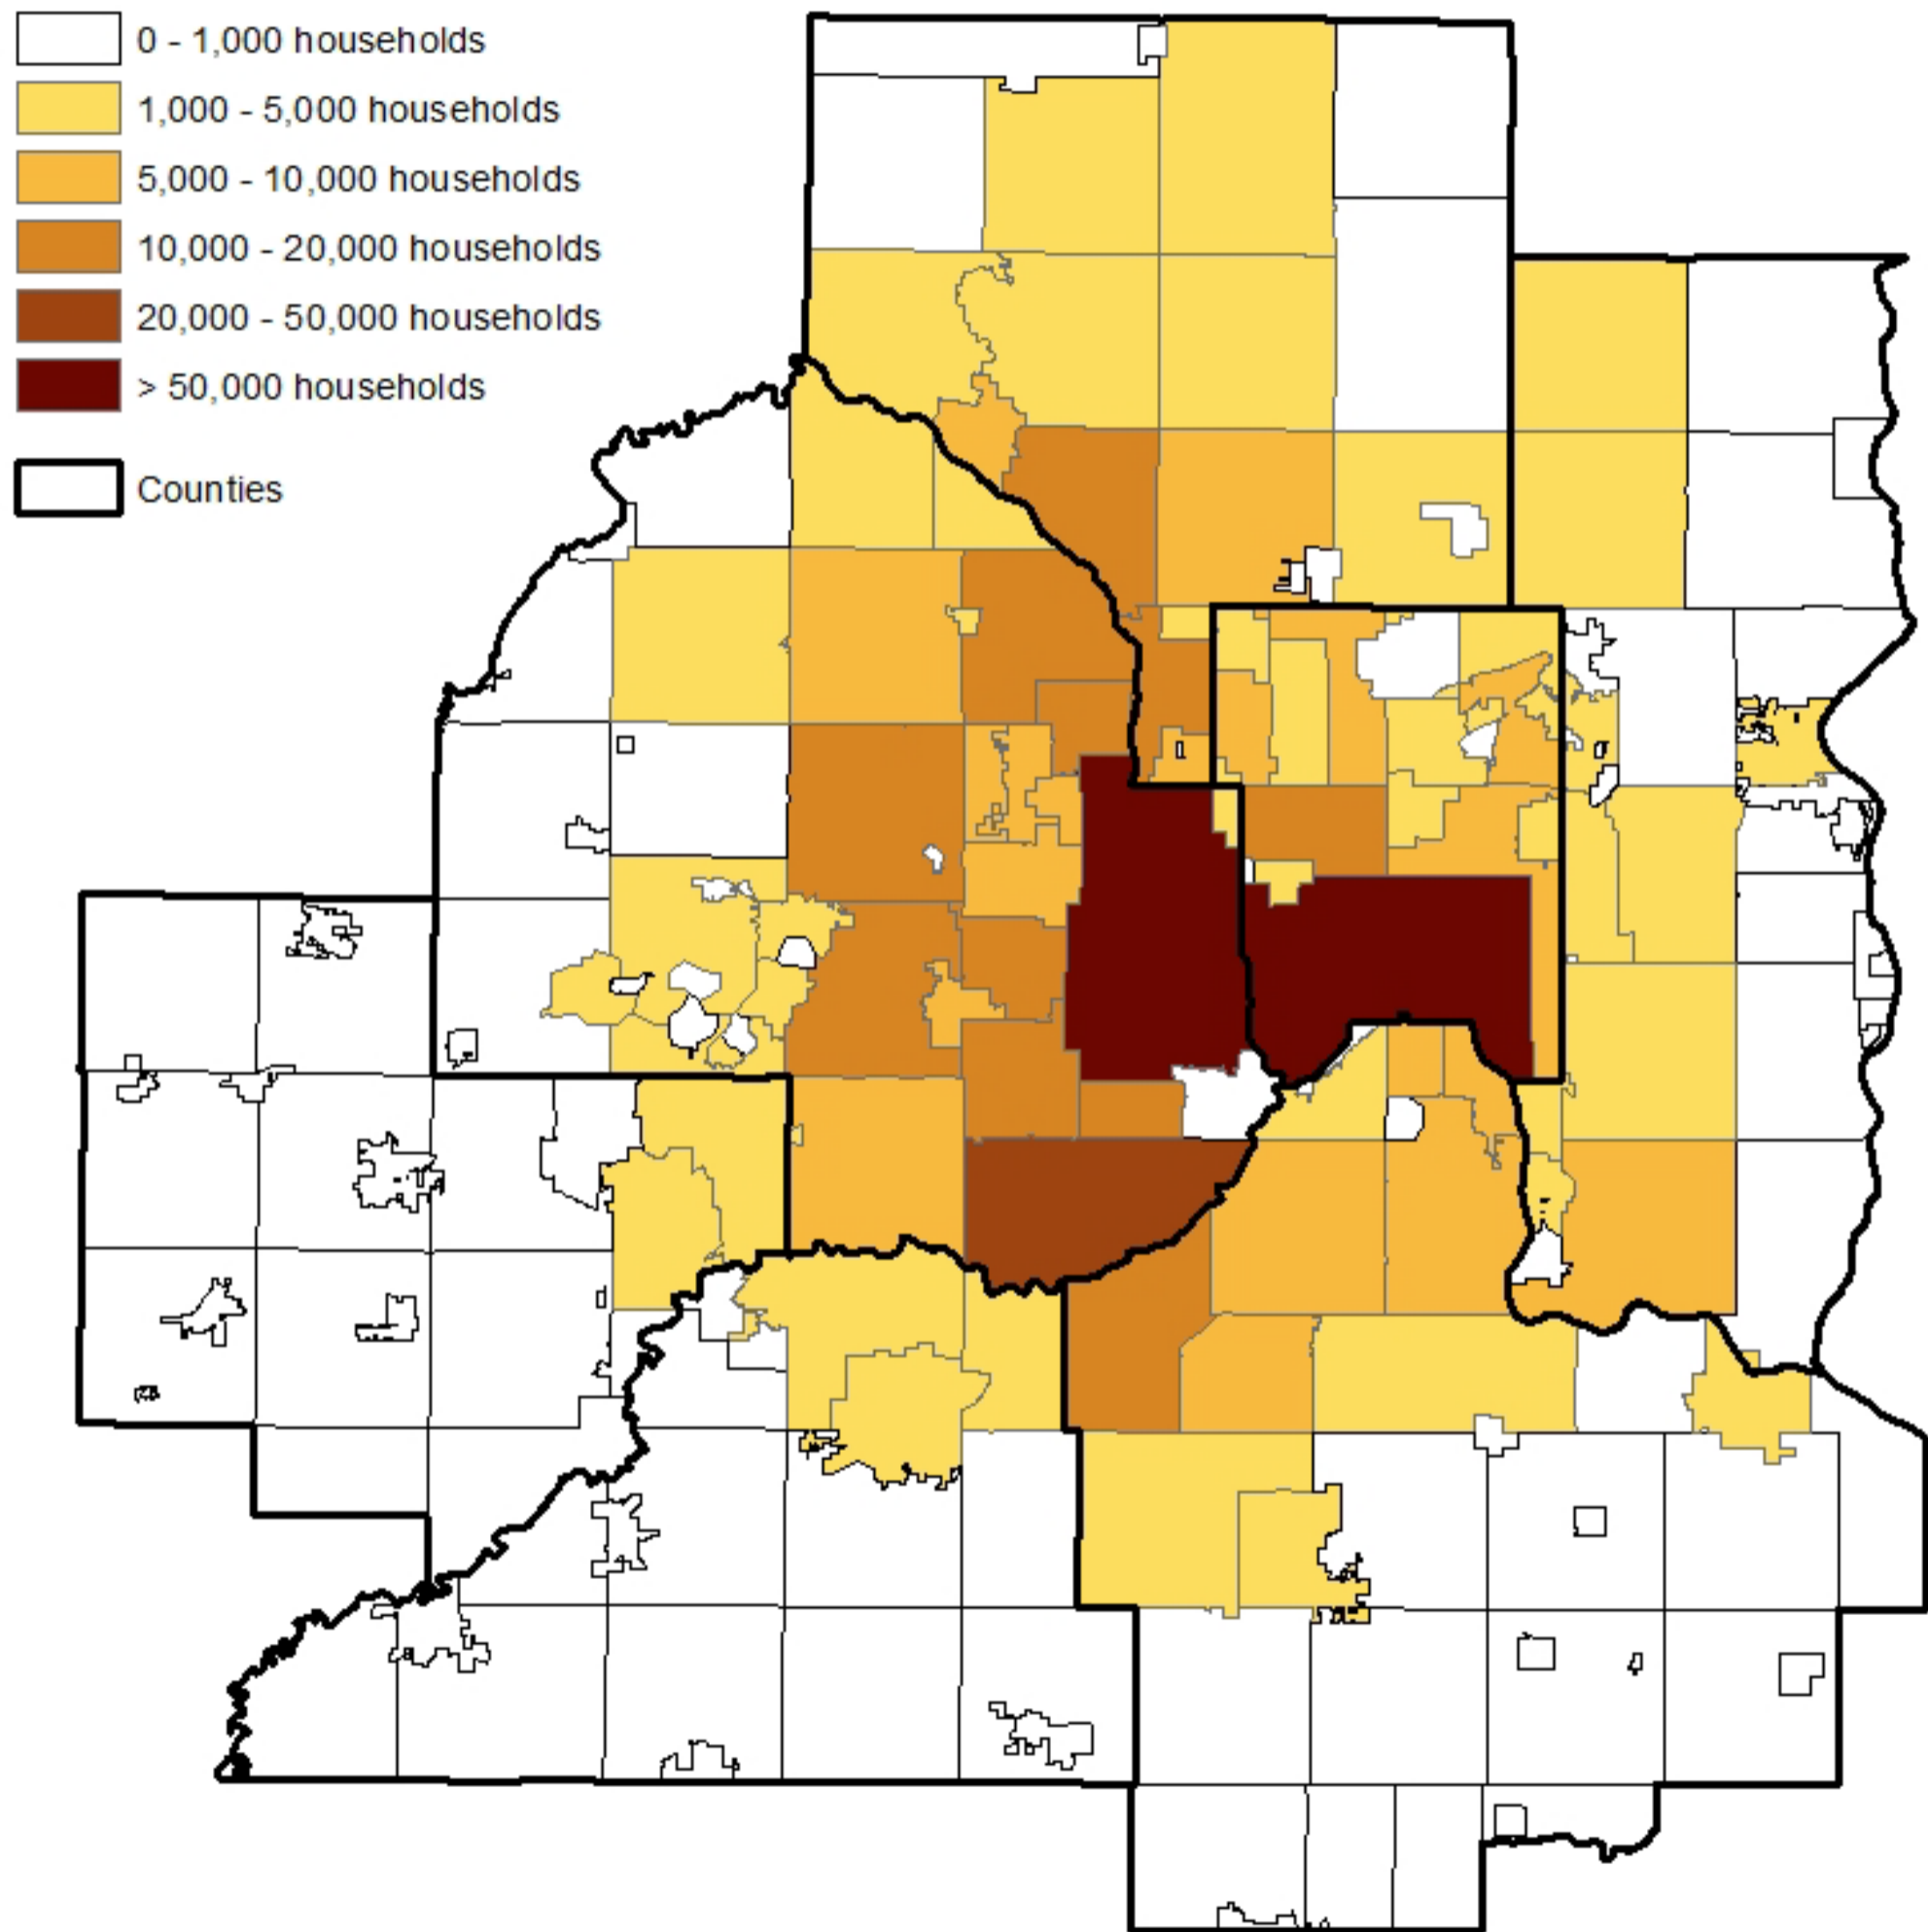 0 - 1,000 households
1,000 - 5,000 households
5,000 - 10,000 households
10,000 - 20,000 households
20,000 - 50,000 households
> 50,000 households
Counties